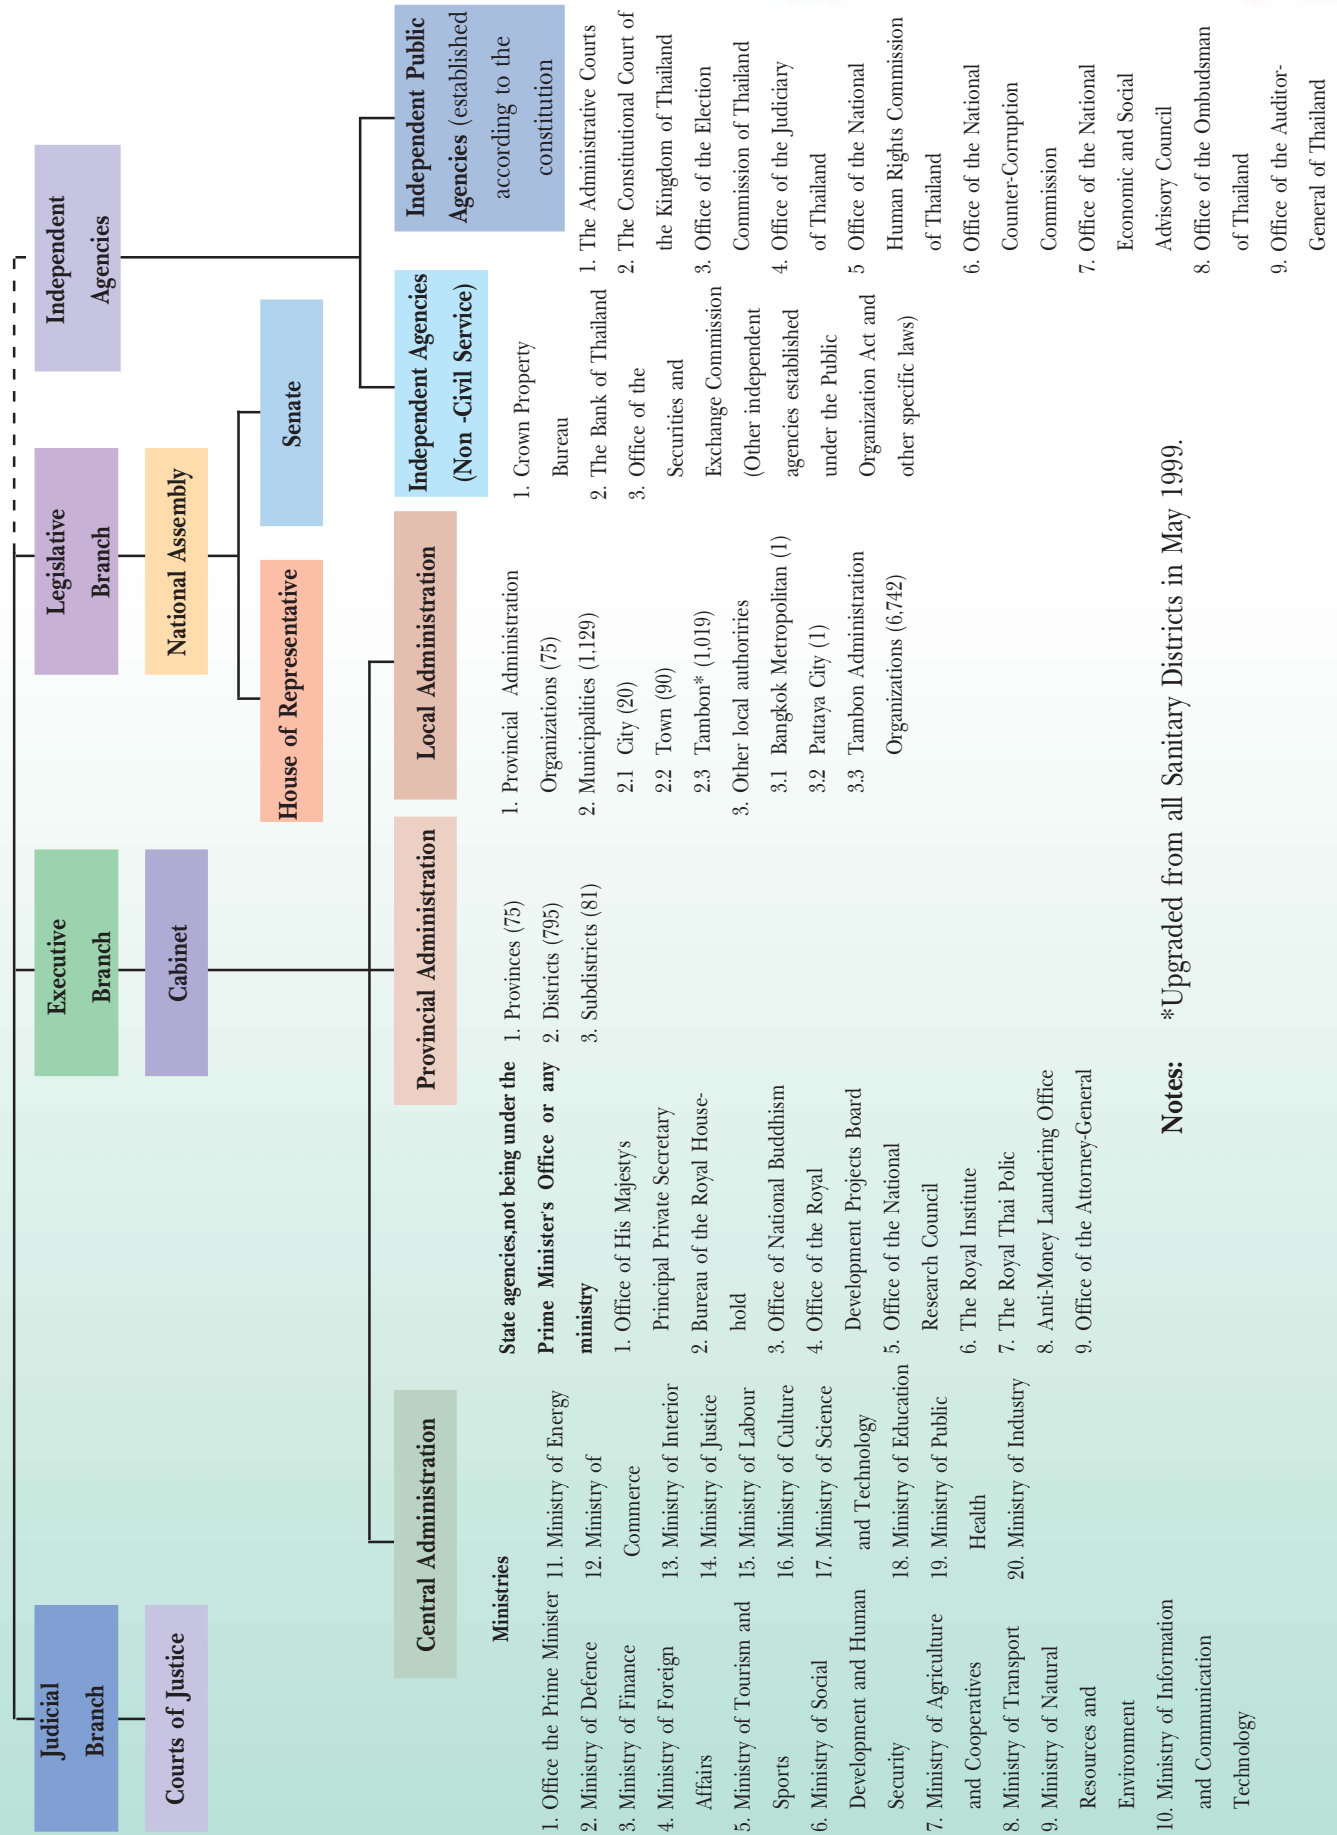 Judicial
Branch
Courts of Justice
Executive
Branch
Cabinet
Legislative
Branch
National Assembly
House of Representative
Senate
Independent
Agencies
Central Administration
Ministries
1. Office the Prime Minister
2. Ministry of Defence
3. Ministry of Finance
4. Ministry of Foreign
Affairs
5. Ministry of Tourism and
Sports
6. Ministry of Social
Development and Human
Security
7. Ministry of Agriculture
and Cooperatives
8. Ministry of Transport
9. Ministry of Natural
Resources and
Environment
10. Ministry of Information
and Communication
Technology
11. Ministry of Energy
12. Ministry of
Commerce
13. Ministry of Interior
14. Ministry of Justice
15. Ministry of Labour
16. Ministry of Culture
17. Ministry of Science
and Technology
18. Ministry of Education
19. Ministry of Public
Health
20. Ministry of Industry
State agencies,not being under the
Prime Minister's Office or any
ministry
1. Office of His Majestys
Principal Private Secretary
2. Bureau of the Royal House-
hold
3. Office of National Buddhism
4. Office of the Royal
Development Projects Board
5. Office of the National
Research Council
6. The Royal Institute
7. The Royal Thai Polic
8. Anti-Money Laundering Office
9. Office of the Attorney-General
Provincial Administration
1. Provinces (75)
2. Districts (795)
3. Subdistricts (81)
Local Administration
1. Provincial Administration
Organizations (75)
2. Municipalities (1,129)
2.1 City (20)
2.2 Town (90)
2.3 Tambon* (1,019)
3. Other local authoriries
3.1 Bangkok Metropolitan (1)
3.2 Pattaya City (1)
3.3 Tambon Administration
Organizations (6,742)
Independent Agencies
(Non -Civil Service)
1. Crown Property
Bureau
2. The Bank of Thailand
3. Office of the
Securities and
Exchange Commission
(Other independent
agencies established
under the Public
Organization Act and
other specific laws)
Independent Public
Agencies (established
according to the
constitution
1. The Administrative Courts
2. The Constitutional Court of
the Kingdom of Thailand
3. Office of the Election
Commission of Thailand
4. Office of the Judiciary
of Thailand
5 Office of the National
Human Rights Commission
of Thailand
6. Office of the National
Counter-Corruption
Commission
7. Office of the National
Economic and Social
Advisory Council
8. Office of the Ombudsman
of Thailand
9. Office of the Auditor-
General of Thailand
Notes: *Upgraded from all Sanitary Districts in May 1999.